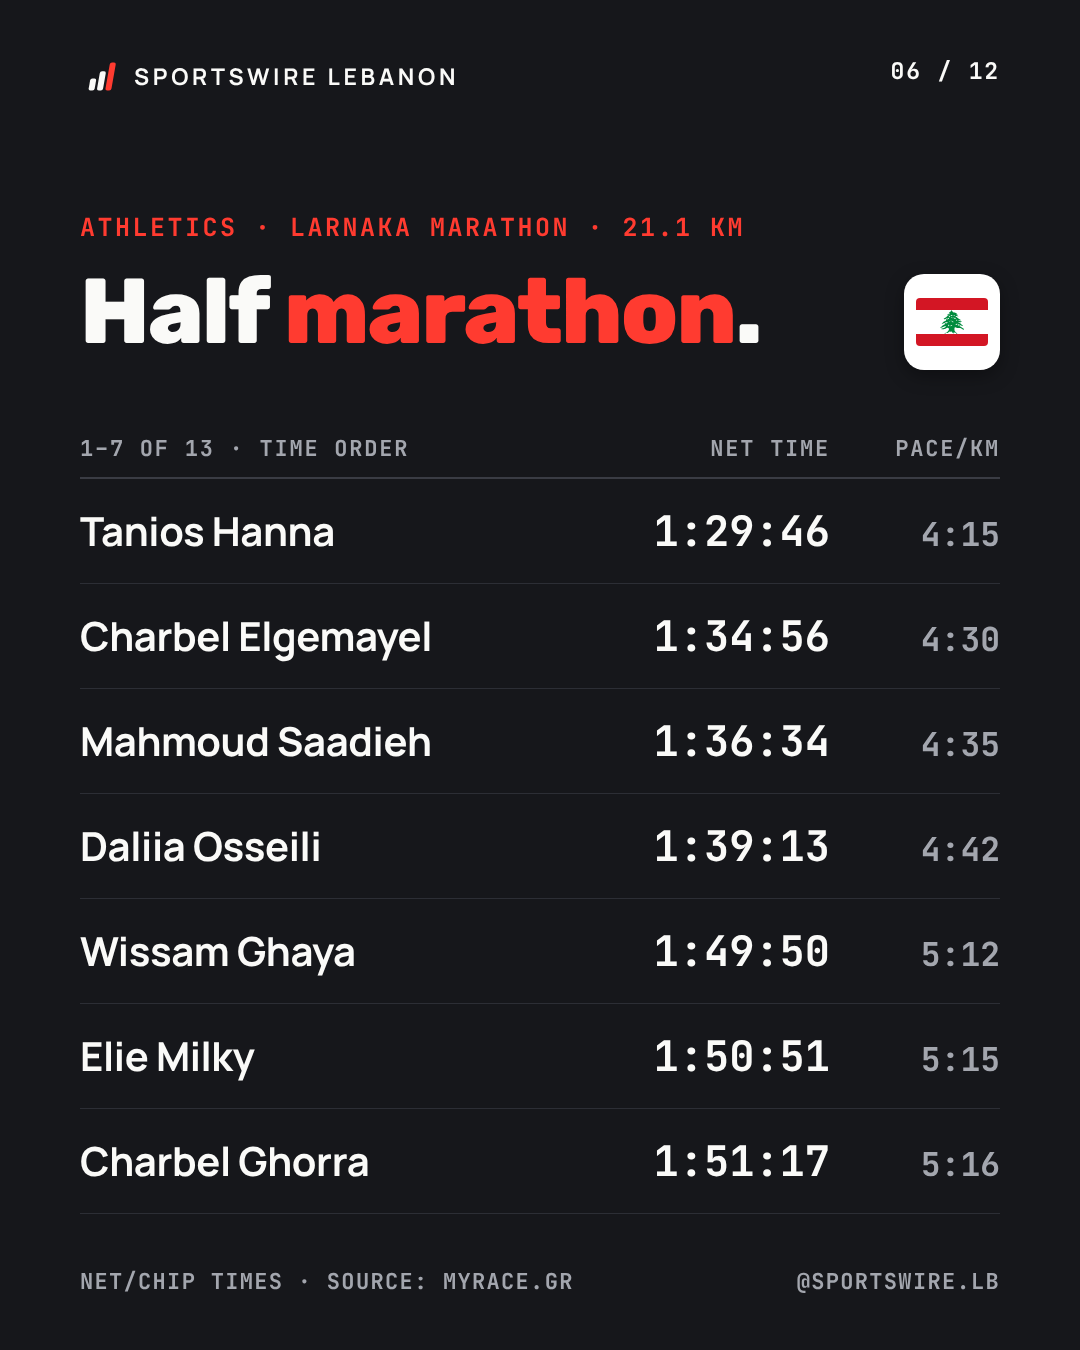 SPORTSWIRE LEBANON 06 / 12
ATHLETICS · LARNAKA MARATHON · 21.1 KM
Half marathon.
1–7 OF 13 · TIME ORDER NET TIME PACE/KM
Tanios Hanna 1:29:46 4:15
Charbel Elgemayel 1:34:56 4:30
Mahmoud Saadieh 1:36:34 4:35
Daliia Osseili 1:39:13 4:42
Wissam Ghaya 1:49:50 5:12
Elie Milky 1:50:51 5:15
Charbel Ghorra 1:51:17 5:16
NET/CHIP TIMES · SOURCE: MYRACE.GR @SPORTSWIRE.LB